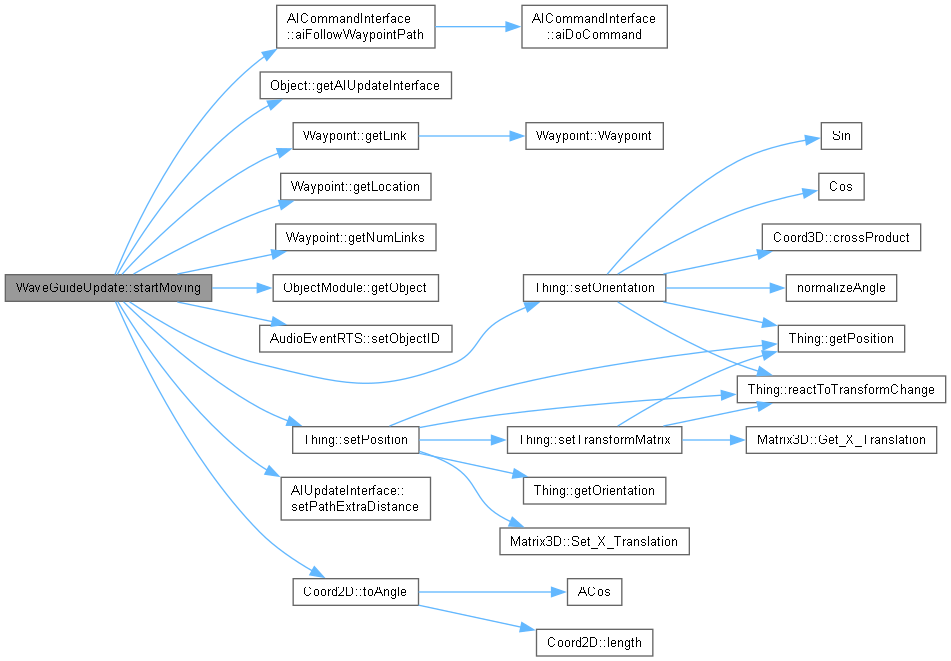 WaveGuideUpdate::startMoving
AICommandInterface
::aiFollowWaypointPath
AICommandInterface
::aiDoCommand
Object::getAIUpdateInterface
Waypoint::getLink
Waypoint::Waypoint
Waypoint::getLocation
Waypoint::getNumLinks
ObjectModule::getObject
AudioEventRTS::setObjectID
Thing::setOrientation
Sin
Cos
Coord3D::crossProduct
normalizeAngle
Thing::getPosition
Thing::reactToTransformChange
Thing::setPosition
Thing::setTransformMatrix
Matrix3D::Get_X_Translation
Thing::getOrientation
Matrix3D::Set_X_Translation
AIUpdateInterface::
setPathExtraDistance
Coord2D::toAngle
ACos
Coord2D::length